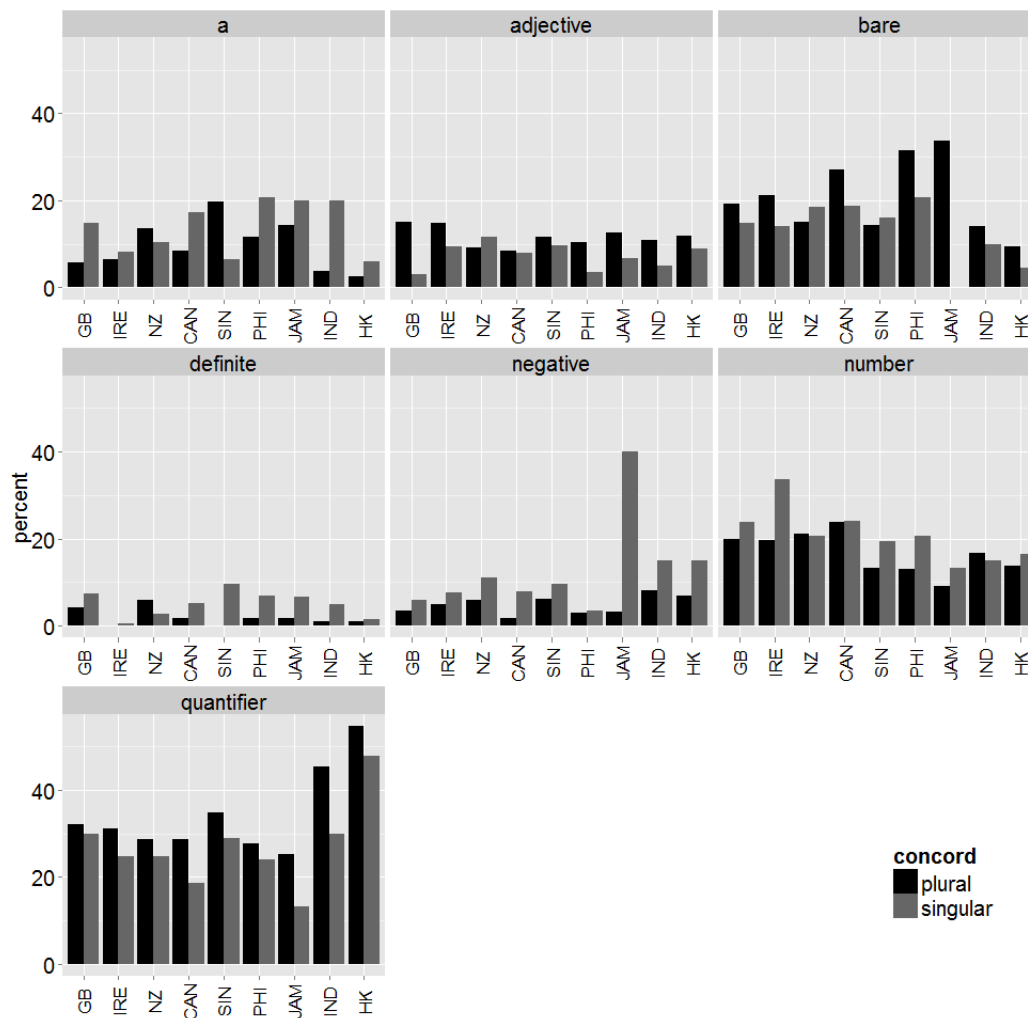 a adjective bare
40
20
0
GB IRE NZ CAN SIN PHI JAM IND HK GB IRE NZ CAN SIN PHI JAM IND HK GB IRE NZ CAN SIN PHI JAM IND HK
definite negative number
percent
40
20
0
GB IRE NZ CAN SIN PHI JAM IND HK GB IRE NZ CAN SIN PHI JAM IND HK GB IRE NZ CAN SIN PHI JAM IND HK
quantifier
40
20
0
GB IRE NZ CAN SIN PHI JAM IND HK
concord
plural
singular